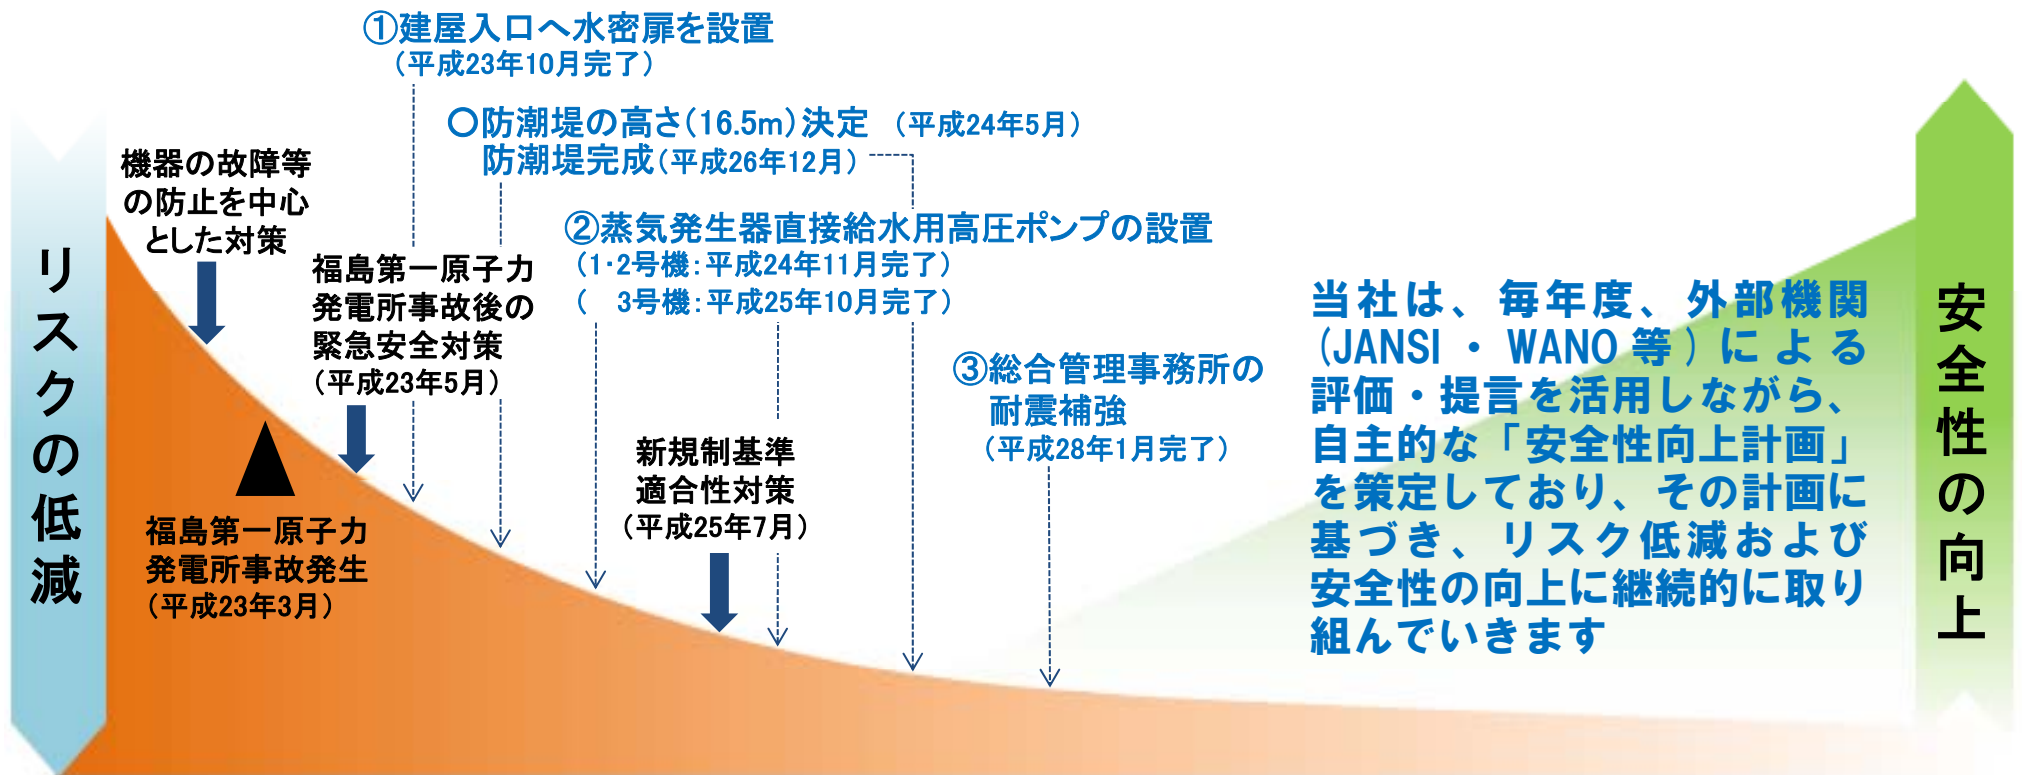 ①建屋入口へ水密扉を設置
（平成23年10月完了）
〇防潮堤の高さ（16.5m）決定 （平成24年5月）
防潮堤完成（平成26年12月）
機器の故障等
の防止を中心
とした対策
②蒸気発生器直接給水用高圧ポンプの設置
（1・2号機：平成24年11月完了）
（　3号機：平成25年10月完了）
福島第一原子力
発電所事故後の
緊急安全対策
（平成23年5月）
③総合管理事務所の
耐震補強
（平成28年1月完了）
新規制基準
適合性対策
（平成25年7月）
福島第一原子力
発電所事故発生
（平成23年3月）
リスクの低減
当社は、毎年度、外部機関
（JANSI・WANO等）による
評価・提言を活用しながら、
自主的な「安全性向上計画」
を策定しており、その計画に
基づき、リスク低減および
安全性の向上に継続的に取り
組んでいきます
安全性の向上